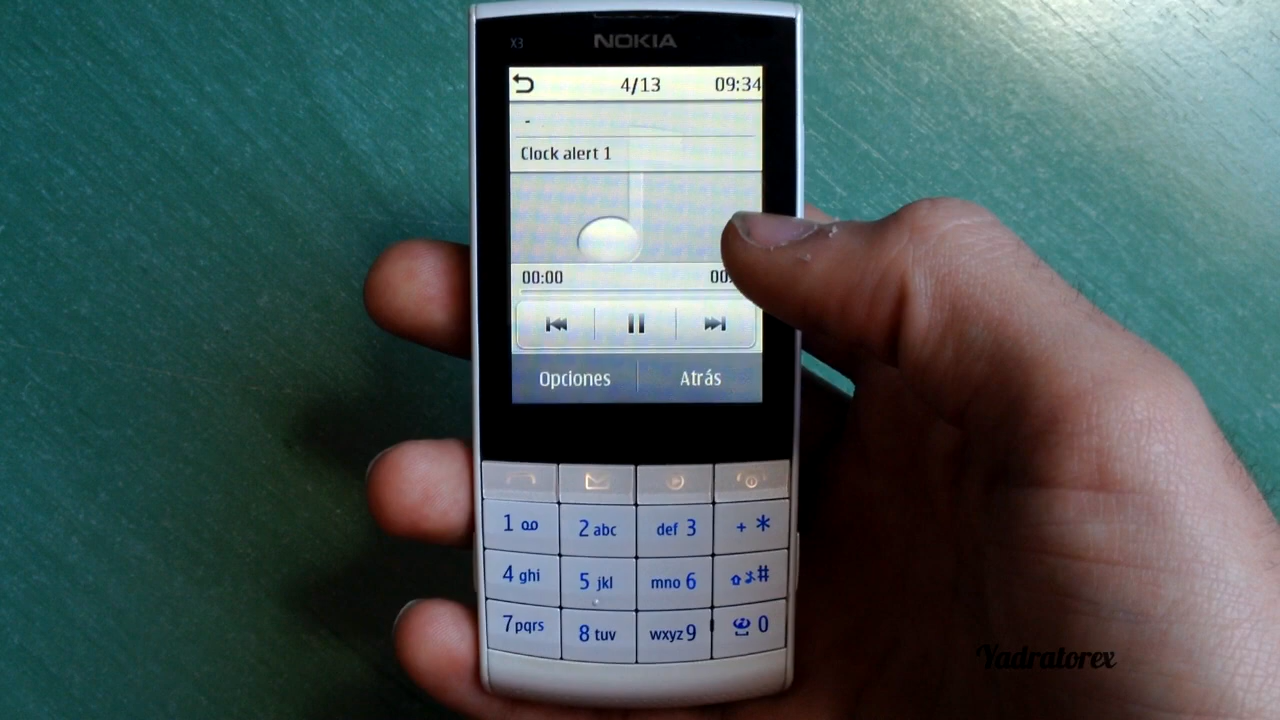 X3 NOKIA
4/13 09:34
-
Clock alert 1
00:00 00
Opciones Atrás
1 2 abc def 3 + *
4 ghi 5 jkl mno 6 #
7 pqrs 8 tuv wxyz 9 0
Yadratorex